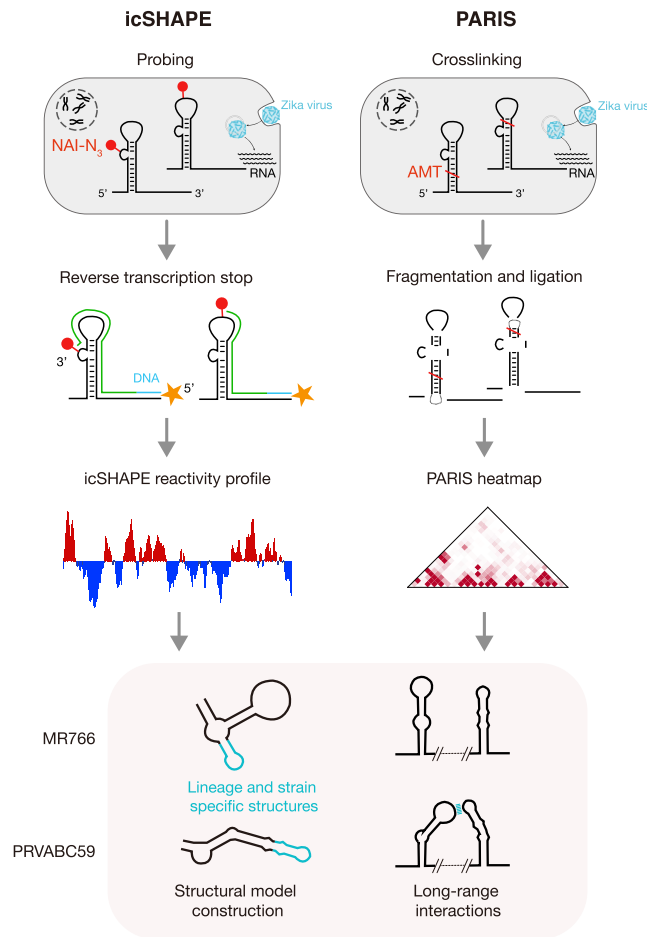 icSHAPE
PARIS
Probing
Crosslinking
Zika virus
Zika virus
NAI-N3
RNA
5’
3’
AMT
RNA
5’
3’
Reverse transcription stop
Fragmentation and ligation
3’
DNA
5’
icSHAPE reactivity profile
PARIS heatmap
MR766
Lineage and strain
specific structures
PRVABC59
Structural model
construction
Long-range
interactions